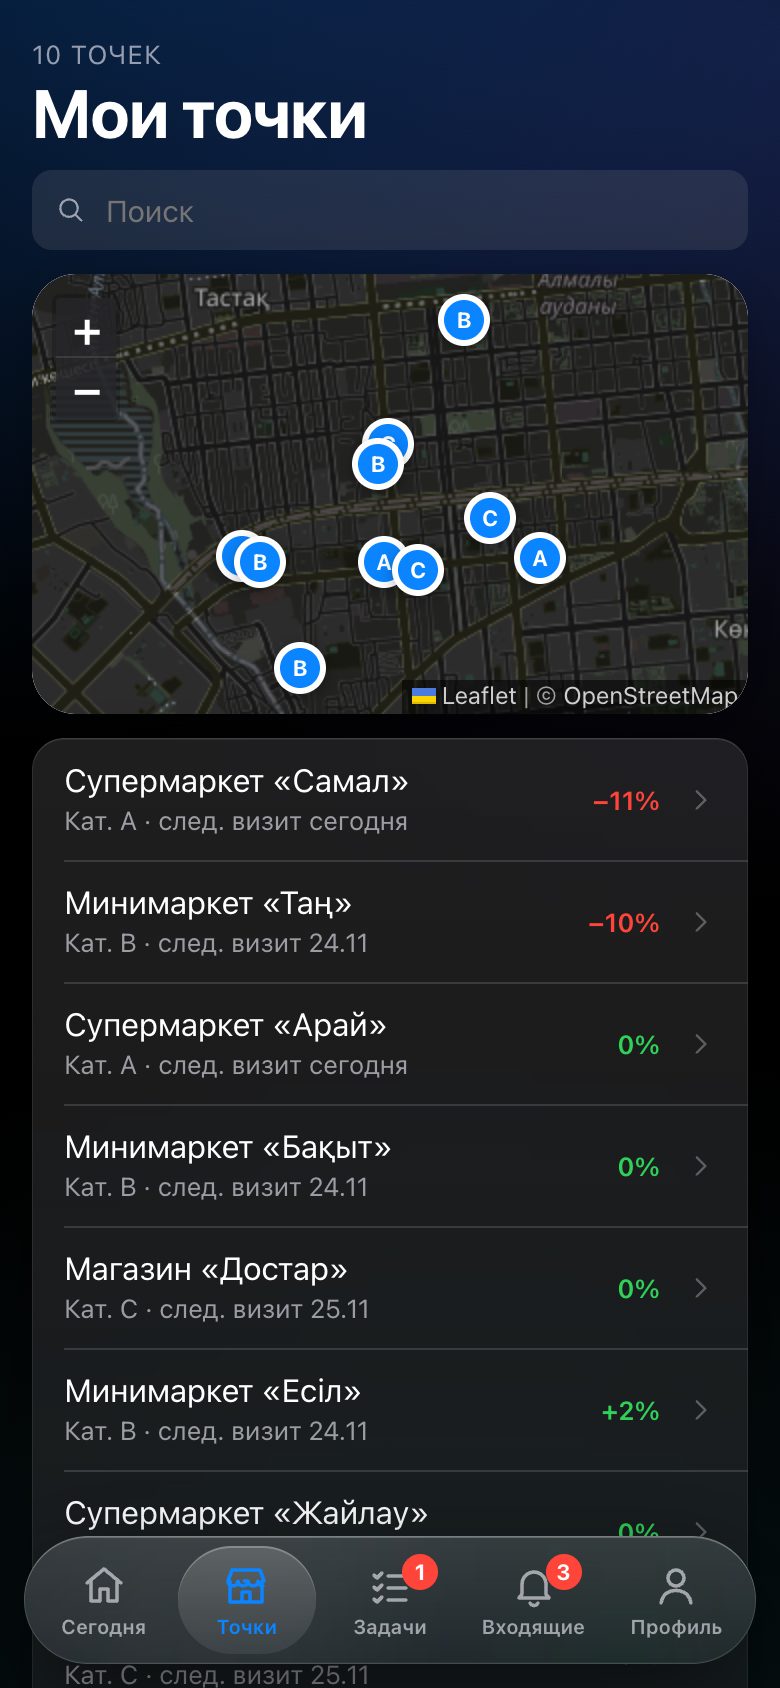 10 ТОЧЕК
Мои точки
Поиск
Тастақ
Алмалы
ауданы
+
B
−
B
C
B
A
C
A
B
Leaflet | © OpenStreetMap
Супермаркет «Самал»
−11%
Кат. A · след. визит сегодня
Минимаркет «Таң»
−10%
Кат. B · след. визит 24.11
Супермаркет «Арай»
0%
Кат. A · след. визит сегодня
Минимаркет «Бақыт»
0%
Кат. B · след. визит 24.11
Магазин «Достар»
0%
Кат. C · след. визит 25.11
Минимаркет «Есіл»
+2%
Кат. B · след. визит 24.11
Супермаркет «Жайлау»
0%
1
3
Сегодня
Точки
Задачи
Входящие
Профиль
Кат. C · след. визит 25.11